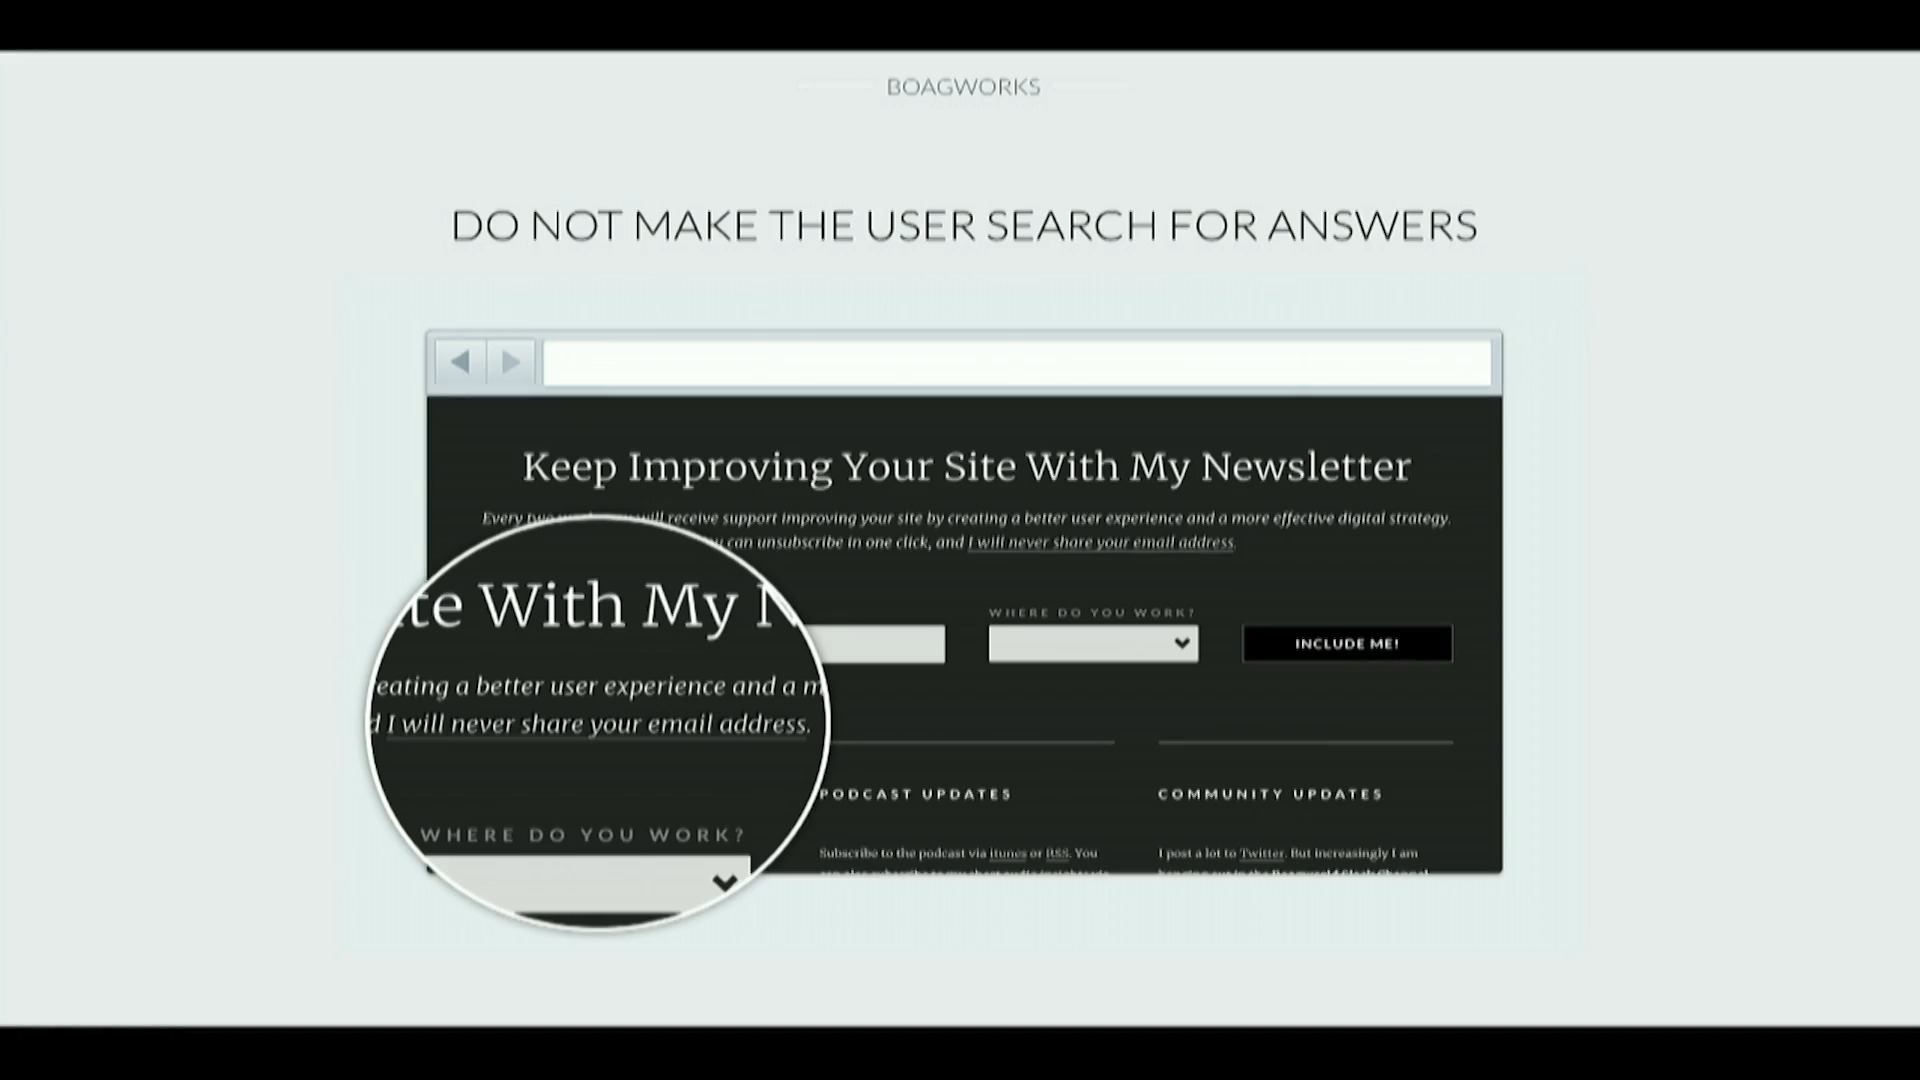 BOAGWORKS
DO NOT MAKE THE USER SEARCH FOR ANSWERS
Keep Improving Your Site With My Newsletter
Every two will receive support improving your site by creating a better user experience and a more effective digital strategy.
can unsubscribe in one click, and I will never share your email address.
te With My N
eating a better user experience and a m
d I will never share your email address.
WHERE DO YOU WORK?
WHERE DO YOU WORK?
INCLUDE ME!
PODCAST UPDATES
Subscribe to the podcast via itunes or RSS. You
COMMUNITY UPDATES
I post a lot to Twitter. But increasingly I am